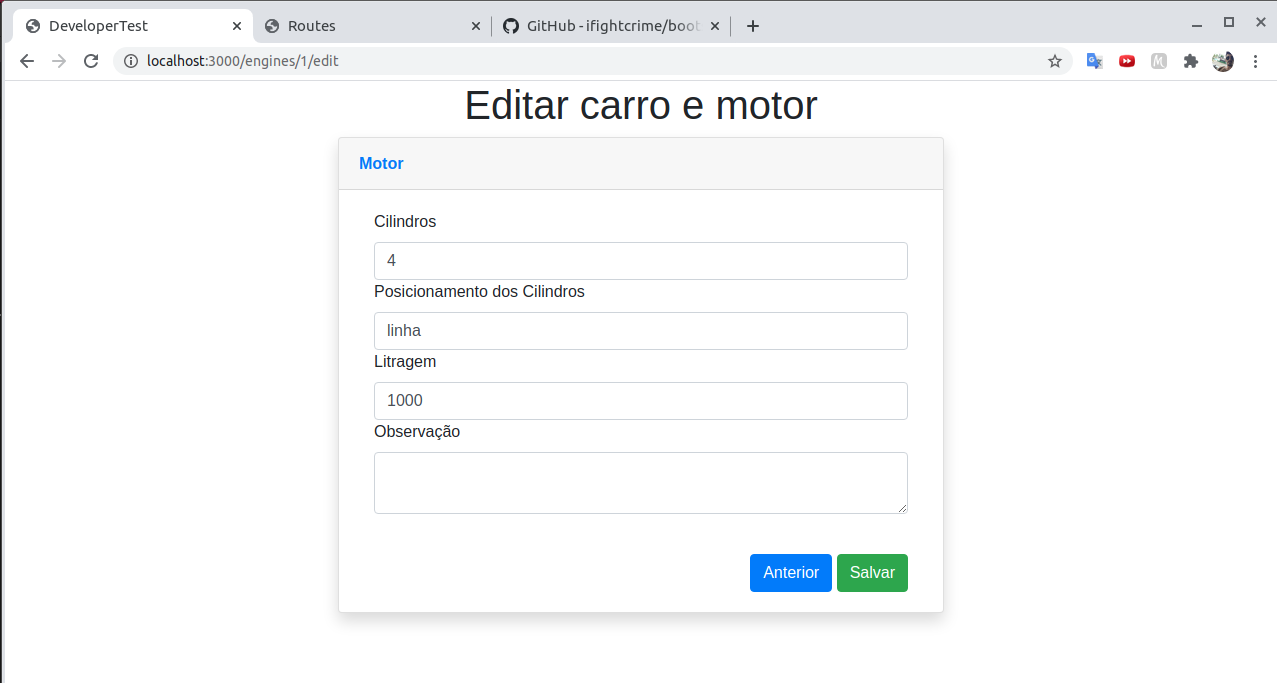 DeveloperTest
Routes
GitHub - ifightcrime/boot
localhost:3000/engines/1/edit
Editar carro e motor
Motor
Cilindros
4
Posicionamento dos Cilindros
linha
Litragem
1000
Observação
Anterior Salvar